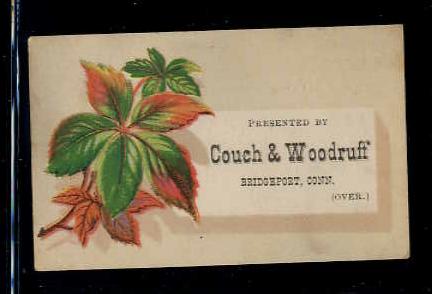 PRESENTED BY
Couch & Woodruff
BRIDGEPORT, CONN.
(OVER.)